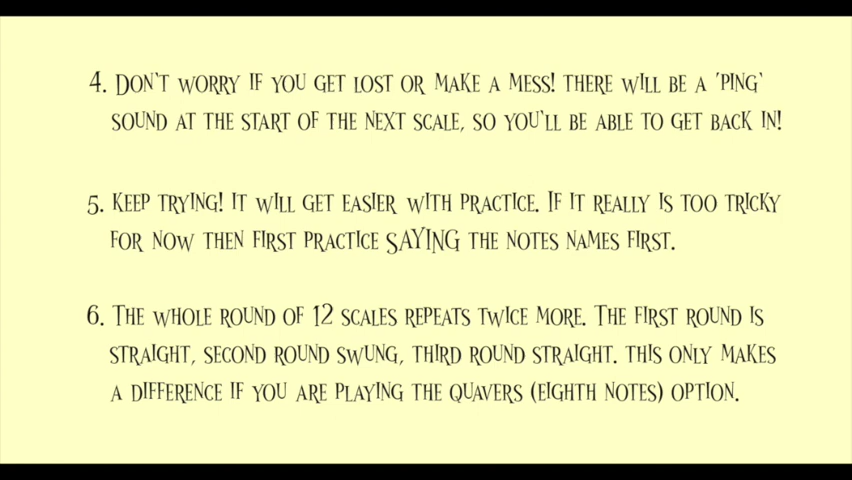 4. Don't worry if you get lost or make a mess! There will be a 'ping'
sound at the start of the next scale, so you'll be able to get back in!
5. Keep trying! It will get easier with practice. If it really is too tricky
for now then first practice SAYING the notes names first.
6. The whole round of 12 scales repeats twice more. The first round is
straight, second round swung, third round straight. This only makes
a difference if you are playing the quavers (eighth notes) option.